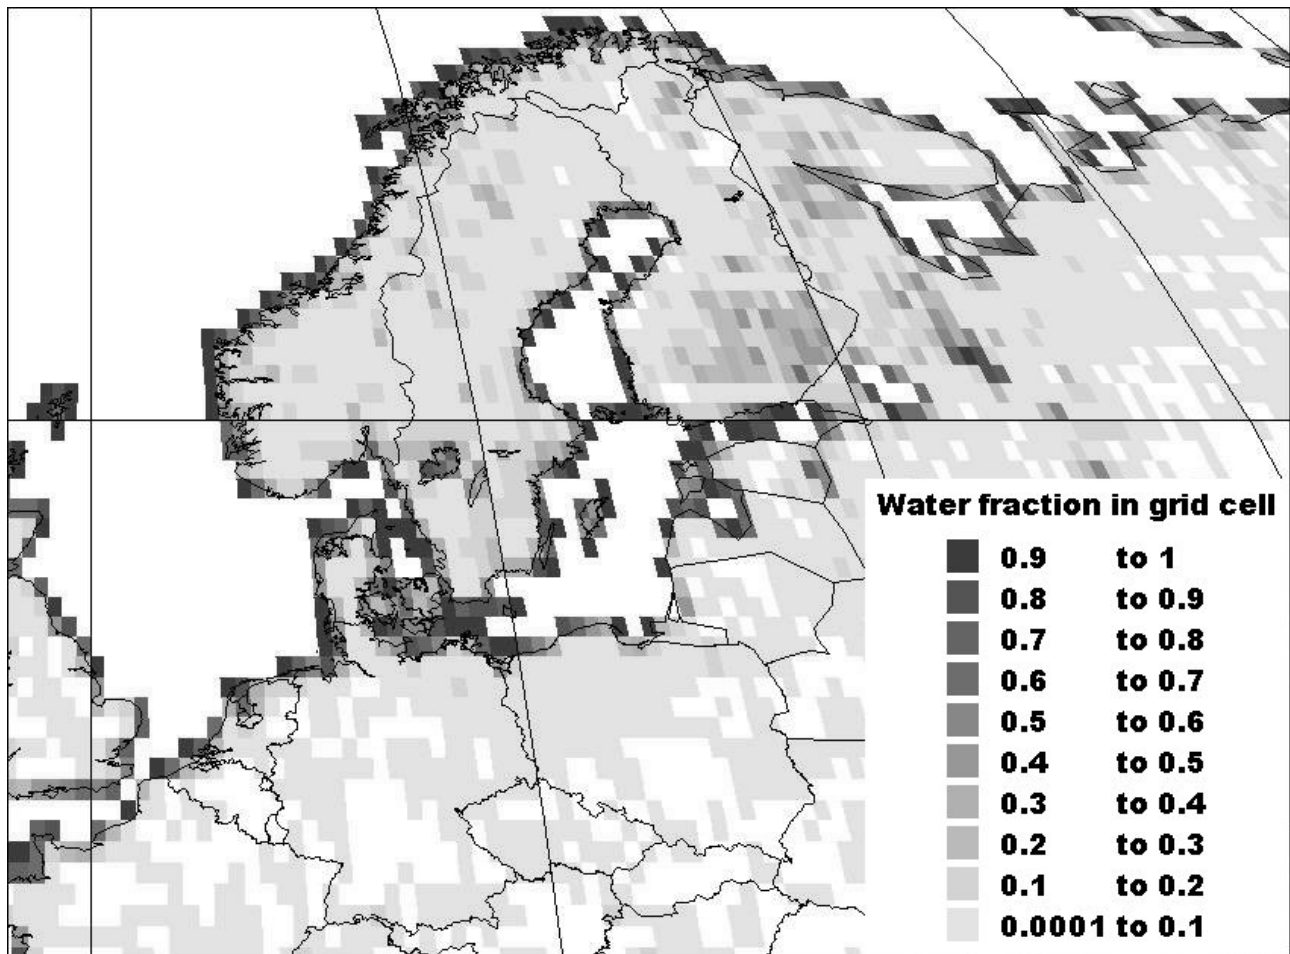 Water fraction in grid cell
0.9 to 1
0.8 to 0.9
0.7 to 0.8
0.6 to 0.7
0.5 to 0.6
0.4 to 0.5
0.3 to 0.4
0.2 to 0.3
0.1 to 0.2
0.0001 to 0.1